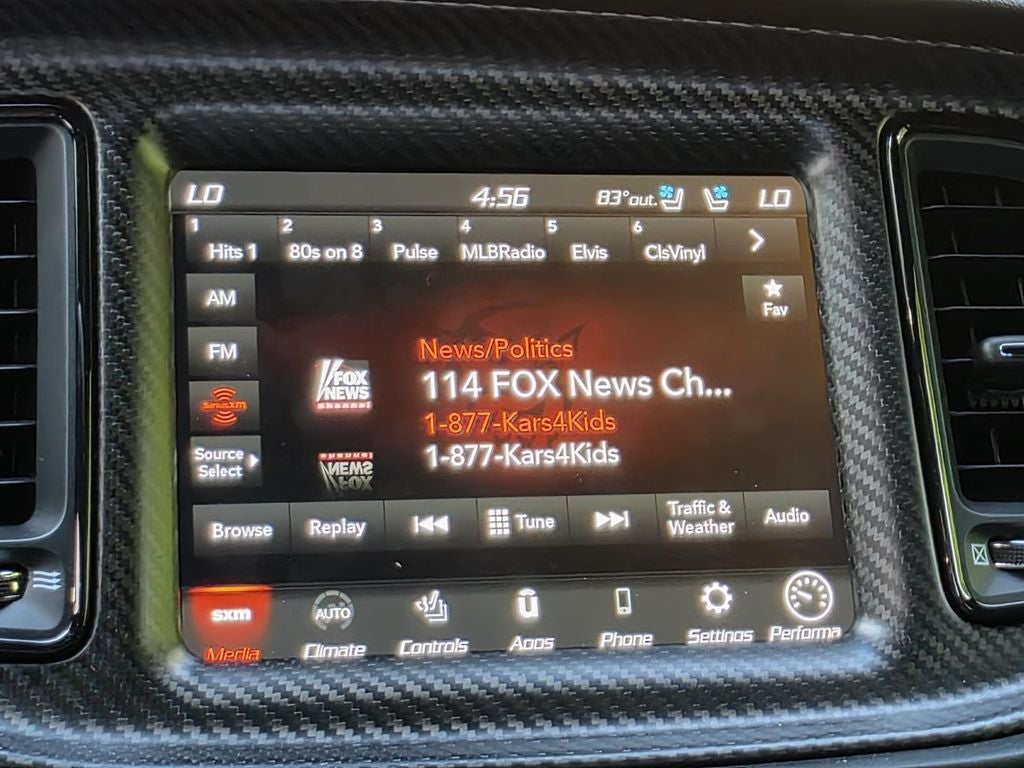 LO 4:56 83°out. LO
1 2 3 4 5 6
Hits 1 80s on 8 Pulse MLBRadio Elvis ClsVinyl
AM
Fav
FM
News/Politics
FOX
NEWS
channel
114 FOX News Ch...
SiriusXM
1-877-Kars4Kids
Source
Select
1-877-Kars4Kids
Browse Replay Tune Traffic &
Weather Audio
sxm AUTO
Media Climate Controls Apps Phone Settings Performa